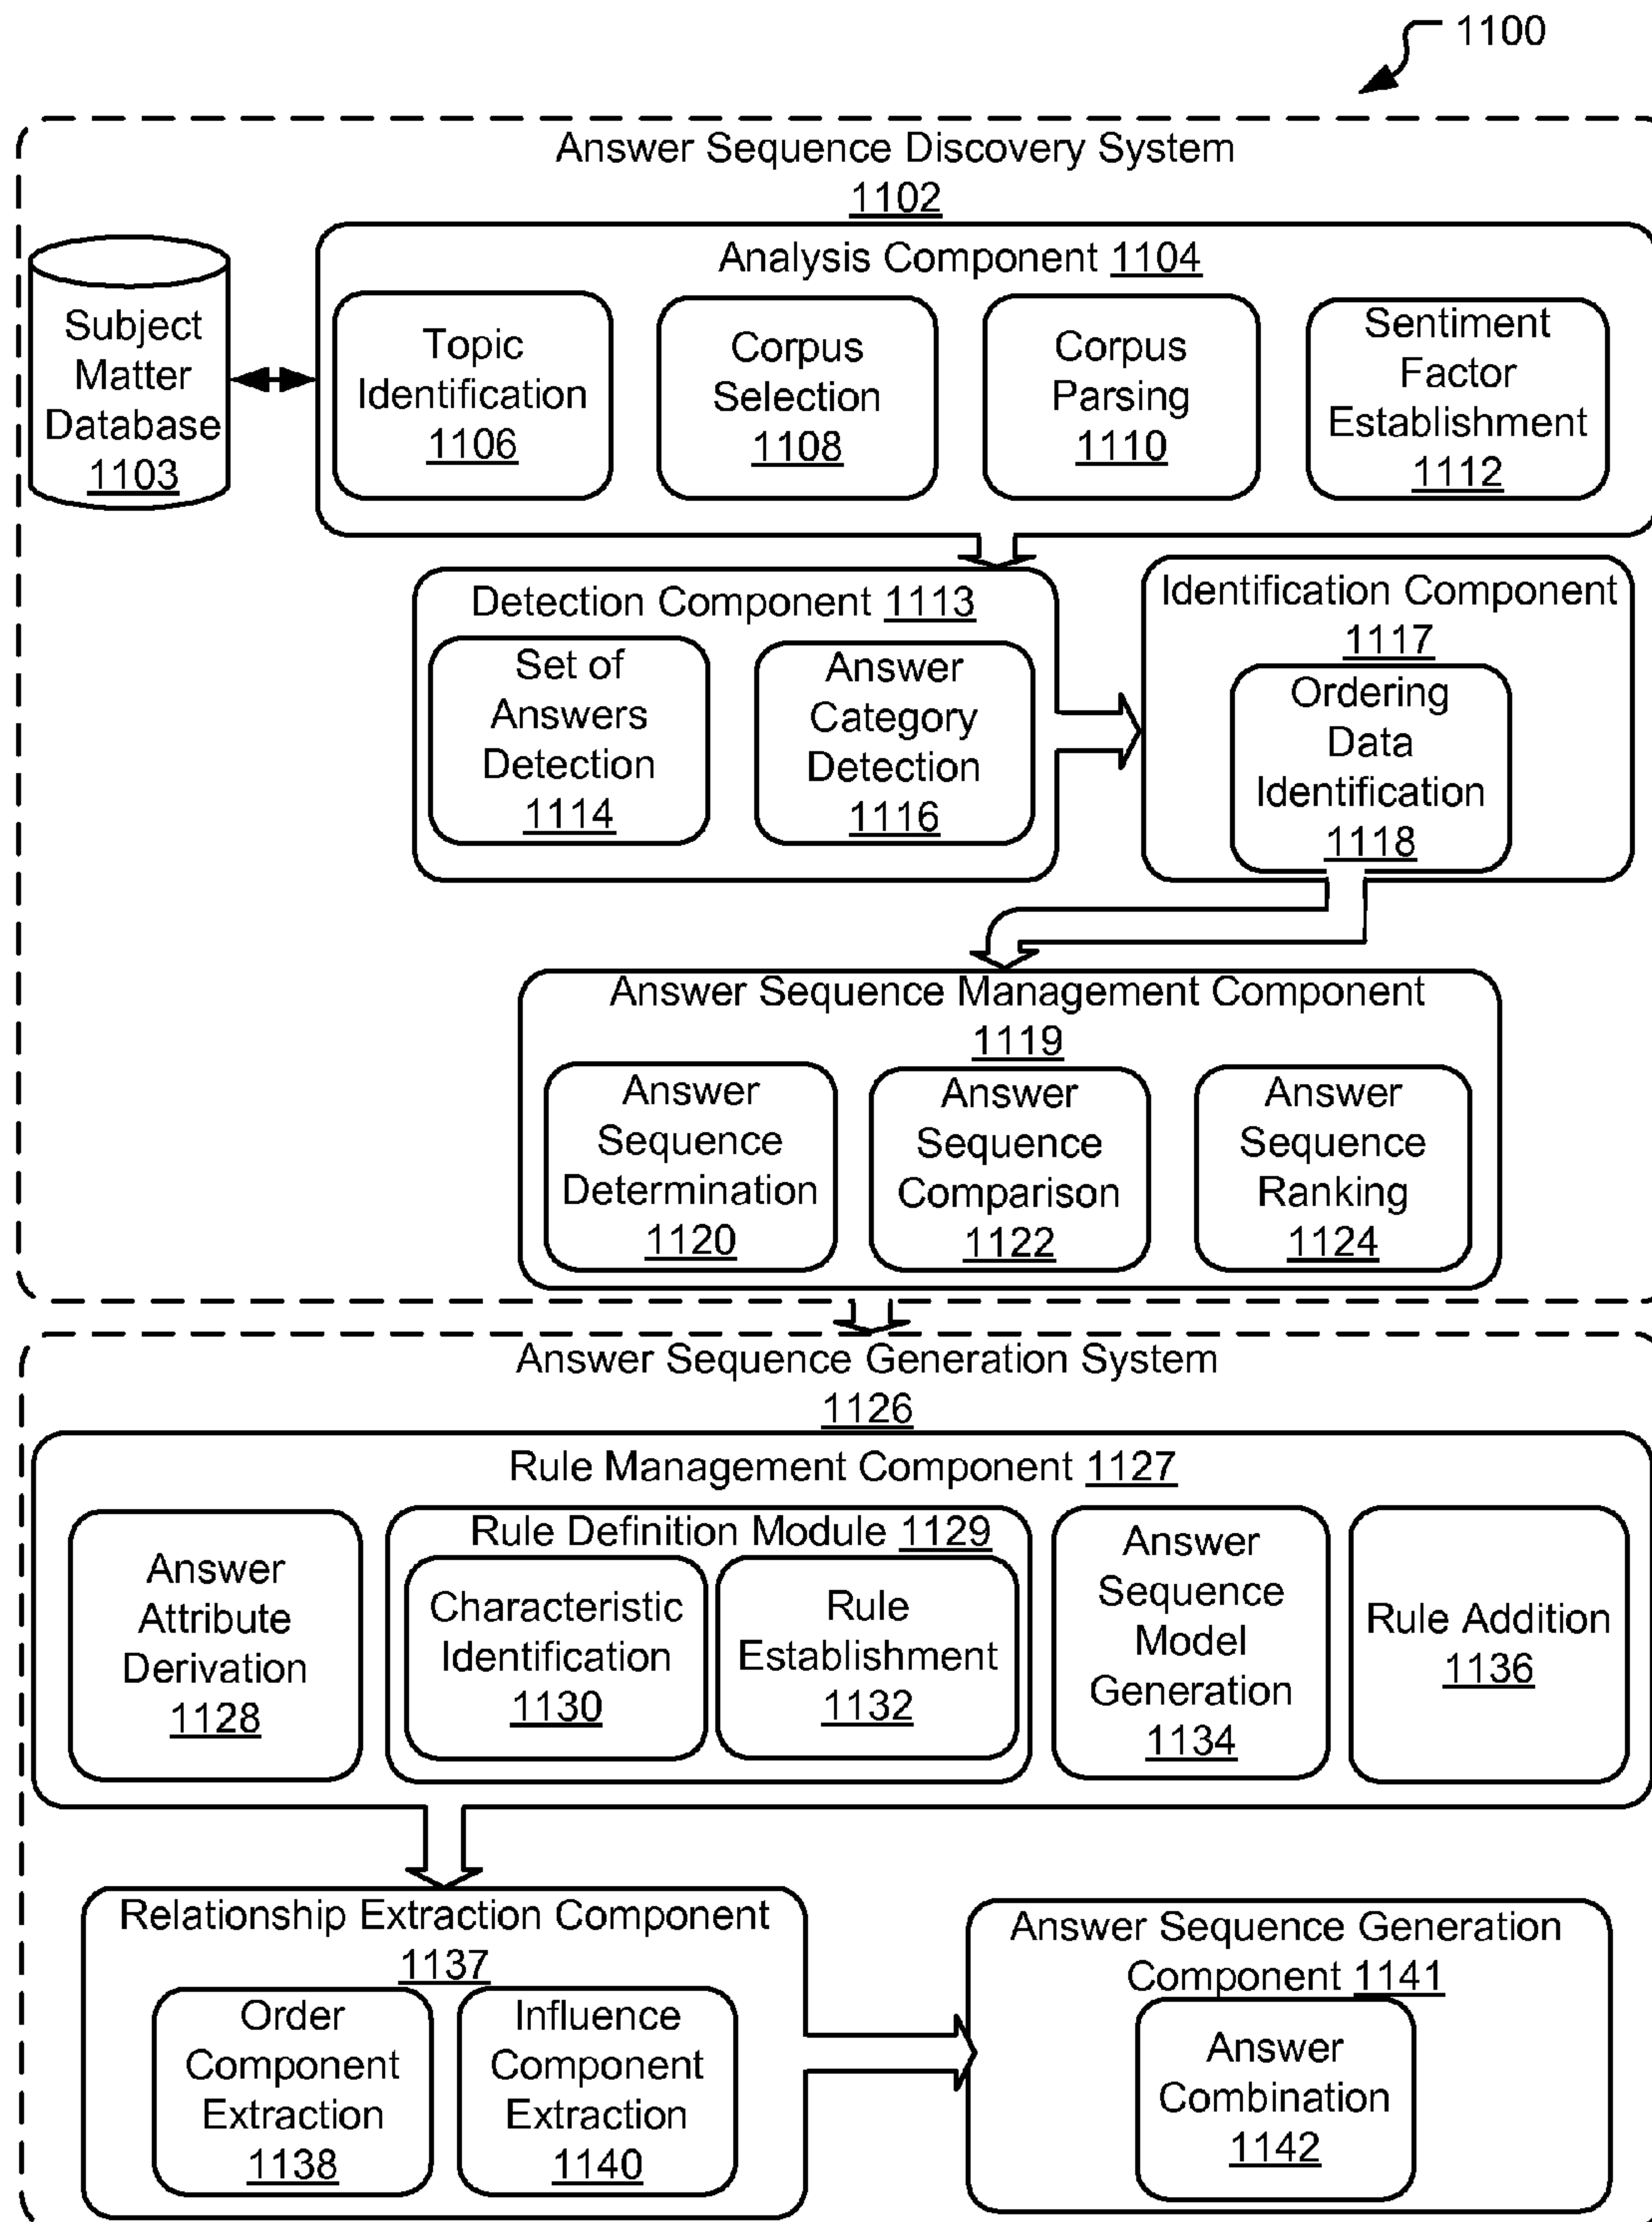 1100
Answer Sequence Discovery System
1102
Subject
Matter
Database
1103
Analysis Component 1104
Topic
Identification
1106
Corpus
Selection
1108
Corpus
Parsing
1110
Sentiment
Factor
Establishment
1112
Detection Component 1113
Set of
Answers
Detection
1114
Answer
Category
Detection
1116
Identification Component
1117
Ordering
Data
Identification
1118
Answer Sequence Management Component
1119
Answer
Sequence
Determination
1120
Answer
Sequence
Comparison
1122
Answer
Sequence
Ranking
1124
Answer Sequence Generation System
1126
Rule Management Component 1127
Answer
Attribute
Derivation
1128
Rule Definition Module 1129
Characteristic
Identification
1130
Rule
Establishment
1132
Answer
Sequence
Model
Generation
1134
Rule Addition
1136
Relationship Extraction Component
1137
Order
Component
Extraction
1138
Influence
Component
Extraction
1140
Answer Sequence Generation
Component 1141
Answer
Combination
1142